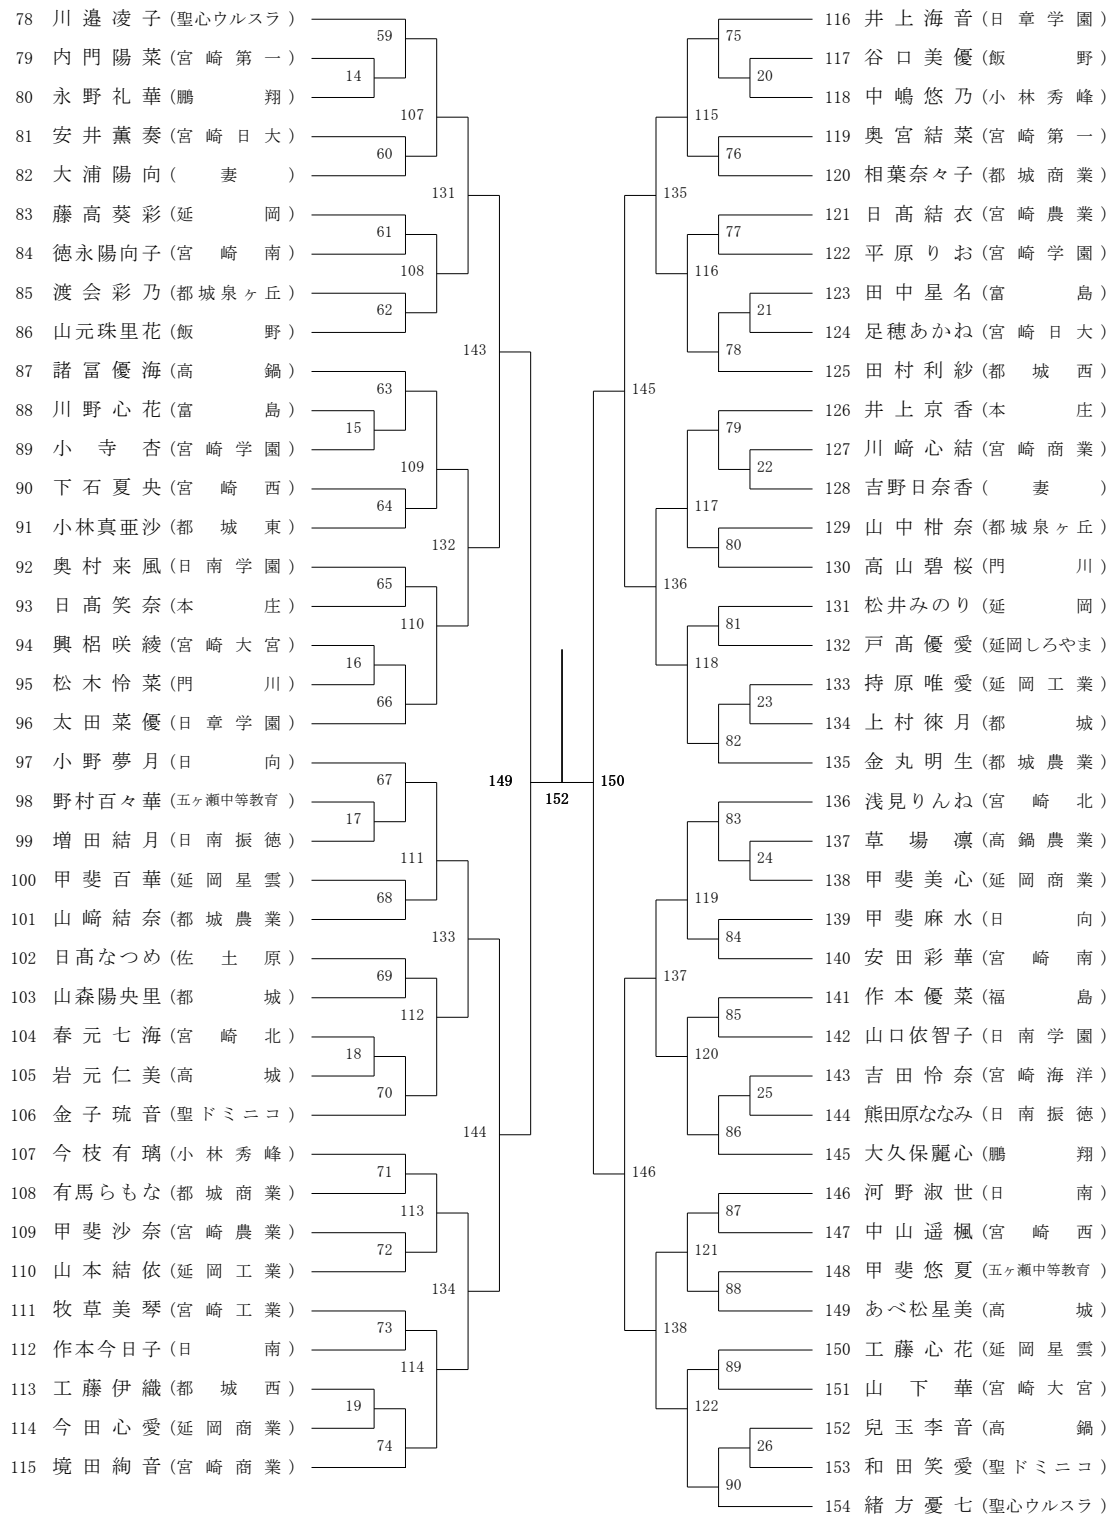 78 川邉凌子(聖心ウルスラ)
79 内門陽菜(宮崎第一)
80 永野礼華(鵬翔)
81 安井薫奏(宮崎日大)
82 大浦陽向(妻)
83 藤高葵彩(延岡)
84 徳永陽向子(宮崎南)
85 渡会彩乃(都城泉ヶ丘)
86 山元珠里花(飯野)
87 諸冨優海(高鍋)
88 川野心花(富島)
89 小寺杏(宮崎学園)
90 下石夏央(宮崎西)
91 小林真亜沙(都城東)
92 奥村来風(日南学園)
93 日髙笑奈(本庄)
94 興梠咲綾(宮崎大宮)
95 松木怜菜(門川)
96 太田菜優(日章学園)
97 小野夢月(日向)
98 野村百々華(五ヶ瀬中等教育)
99 増田結月(日南振徳)
100 甲斐百華(延岡星雲)
101 山﨑結奈(都城農業)
102 日髙なつめ(佐土原)
103 山森陽央里(都城)
104 春元七海(宮崎北)
105 岩元仁美(高城)
106 金子琉音(聖ドミニコ)
107 今枝有璃(小林秀峰)
108 有馬らもな(都城商業)
109 甲斐沙奈(宮崎農業)
110 山本結依(延岡工業)
111 牧草美琴(宮崎工業)
112 作本今日子(日南)
113 工藤伊織(都城西)
114 今田心愛(延岡商業)
115 境田絢音(宮崎商業)
59
14
107
60
131
61
108
62
143
63
15
109
64
132
65
110
16
66
67
17
111
68
133
69
112
18
70
144
71
113
72
134
73
114
19
74
149
152
150
75
20
115
76
135
77
116
21
78
145
79
22
117
80
136
81
118
23
82
83
24
119
84
137
85
120
25
86
146
87
121
88
138
89
122
26
90
116 井上海音(日章学園)
117 谷口美優(飯野)
118 中嶋悠乃(小林秀峰)
119 奥宮結菜(宮崎第一)
120 相葉奈々子(都城商業)
121 日髙結衣(宮崎農業)
122 平原りお(宮崎学園)
123 田中星名(富島)
124 足穂あかね(宮崎日大)
125 田村利紗(都城西)
126 井上京香(本庄)
127 川﨑心結(宮崎商業)
128 吉野日奈香(妻)
129 山中柑奈(都城泉ヶ丘)
130 高山碧桜(門川)
131 松井みのり(延岡)
132 戸髙優愛(延岡しろやま)
133 持原唯愛(延岡工業)
134 上村徠月(都城)
135 金丸明生(都城農業)
136 浅見りんね(宮崎北)
137 草場凛(高鍋農業)
138 甲斐美心(延岡商業)
139 甲斐麻水(日向)
140 安田彩華(宮崎南)
141 作本優菜(福島)
142 山口依智子(日南学園)
143 吉田怜奈(宮崎海洋)
144 熊田原ななみ(日南振徳)
145 大久保麗心(鵬翔)
146 河野淑世(日南)
147 中山遥楓(宮崎西)
148 甲斐悠夏(五ヶ瀬中等教育)
149 あべ松星美(高城)
150 工藤心花(延岡星雲)
151 山下華(宮崎大宮)
152 兒玉李音(高鍋)
153 和田笑愛(聖ドミニコ)
154 緒方憂七(聖心ウルスラ)